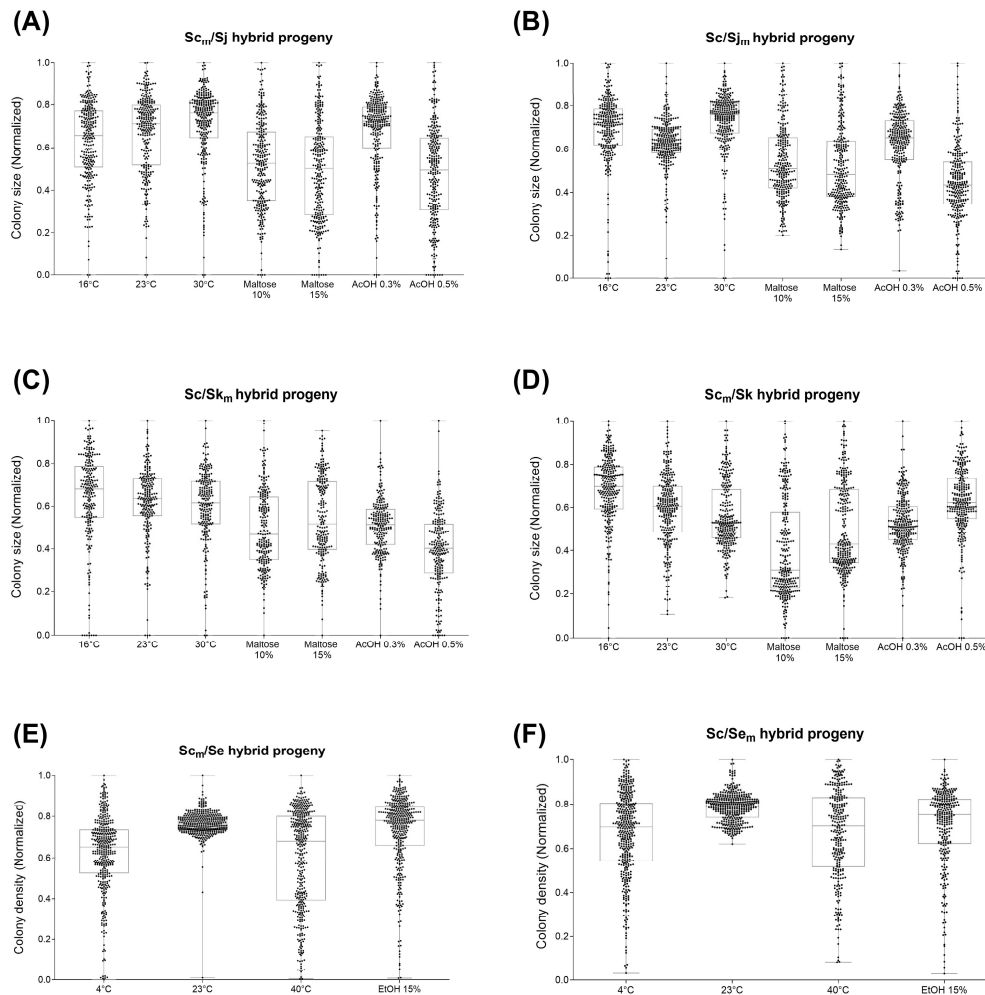 (A)
Scm/Sj hybrid progeny
Colony size (Normalized)
1.0
0.8
0.6
0.4
0.2
0.0
16°C 23°C 30°C Maltose 10% Maltose 15% AcOH 0.3% AcOH 0.5%
(B)
Sc/Sjm hybrid progeny
Colony size (Normalized)
1.0
0.8
0.6
0.4
0.2
0.0
16°C 23°C 30°C Maltose 10% Maltose 15% AcOH 0.3% AcOH 0.5%
(C)
Sc/Skm hybrid progeny
Colony size (Normalized)
1.0
0.8
0.6
0.4
0.2
0.0
16°C 23°C 30°C Maltose 10% Maltose 15% AcOH 0.3% AcOH 0.5%
(D)
Scm/Sk hybrid progeny
Colony size (Normalized)
1.0
0.8
0.6
0.4
0.2
0.0
16°C 23°C 30°C Maltose 10% Maltose 15% AcOH 0.3% AcOH 0.5%
(E)
Scm/Se hybrid progeny
Colony density (Normalized)
1.0
0.8
0.6
0.4
0.2
0.0
4°C 23°C 40°C EtOH 15%
(F)
Sc/Sem hybrid progeny
Colony density (Normalized)
1.0
0.8
0.6
0.4
0.2
0.0
4°C 23°C 40°C EtOH 15%